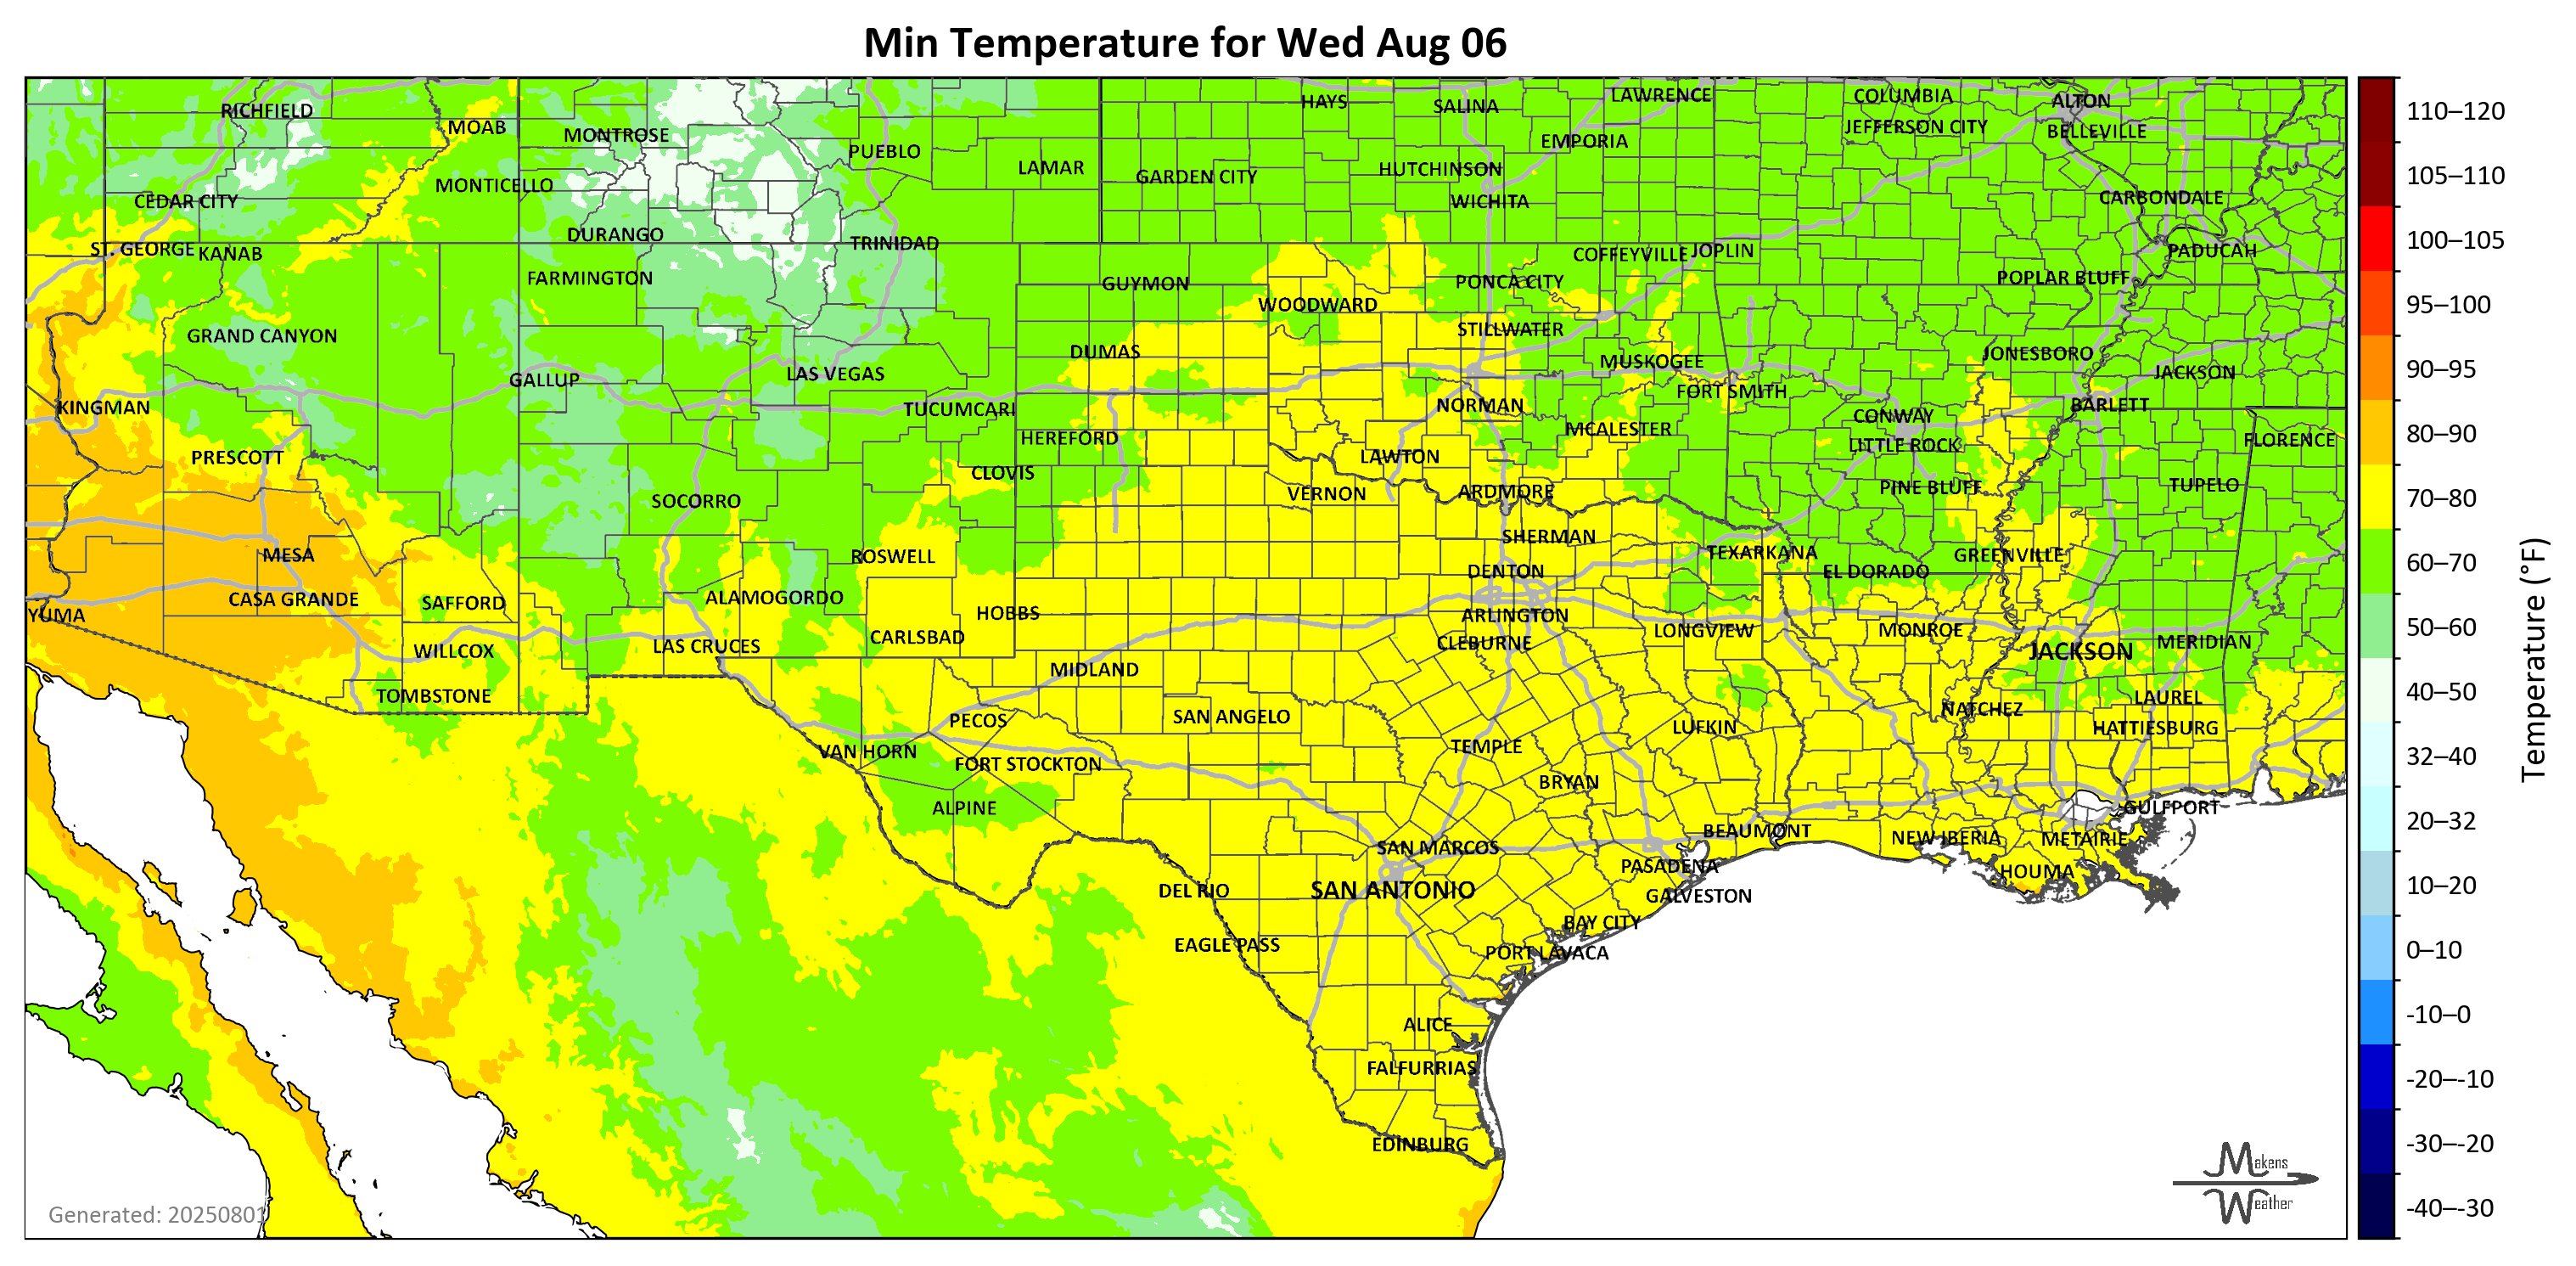 Min Temperature for Wed Aug 06
RICHFIELD
MOAB
MONTROSE
PUEBLO
LAMAR
HAYS
SALINA
LAWRENCE
COLUMBIA
ALTON
EMPORIA
JEFFERSON CITY
BELLEVILLE
CEDAR CITY
MONTICELLO
GARDEN CITY
HUTCHINSON
WICHITA
CARBONDALE
ST. GEORGE
KANAB
DURANGO
TRINIDAD
COFFEYVILLE
JOPLIN
PADUCAH
FARMINGTON
GUYMON
WOODWARD
PONCA CITY
POPLAR BLUFF
GRAND CANYON
DUMAS
STILLWATER
MUSKOGEE
JONESBORO
JACKSON
GALLUP
LAS VEGAS
FORT SMITH
KINGMAN
TUCUMCARI
NORMAN
CONWAY
BARLETT
PRESCOTT
HEREFORD
LAWTON
MCALESTER
LITTLE ROCK
FLORENCE
SOCORRO
CLOVIS
VERNON
ARDMORE
PINE BLUFF
TUPELO
MESA
ROSWELL
SHERMAN
TEXARKANA
GREENVILLE
CASA GRANDE
SAFFORD
ALAMOGORDO
DENTON
EL DORADO
YUMA
HOBBS
ARLINGTON
WILLCOX
LAS CRUCES
CARLSBAD
CLEBURNE
LONGVIEW
MONROE
JACKSON
MERIDIAN
TOMBSTONE
MIDLAND
LAUREL
PECOS
SAN ANGELO
LUFKIN
NATCHEZ
HATTIESBURG
VAN HORN
FORT STOCKTON
TEMPLE
ALPINE
BRYAN
GULFPORT
SAN MARCOS
BEAUMONT
NEW IBERIA
METAIRIE
DEL RIO
SAN ANTONIO
PASADENA
HOUMA
GALVESTON
EAGLE PASS
BAY CITY
PORT LAVACA
ALICE
FALFURRIAS
EDINBURG
Generated: 20250801
Makens
Weather
110–120
105–110
100–105
95–100
90–95
80–90
70–80
60–70
50–60
40–50
32–40
20–32
10–20
0–10
-10–0
-20–-10
-30–-20
-40–-30
Temperature (°F)